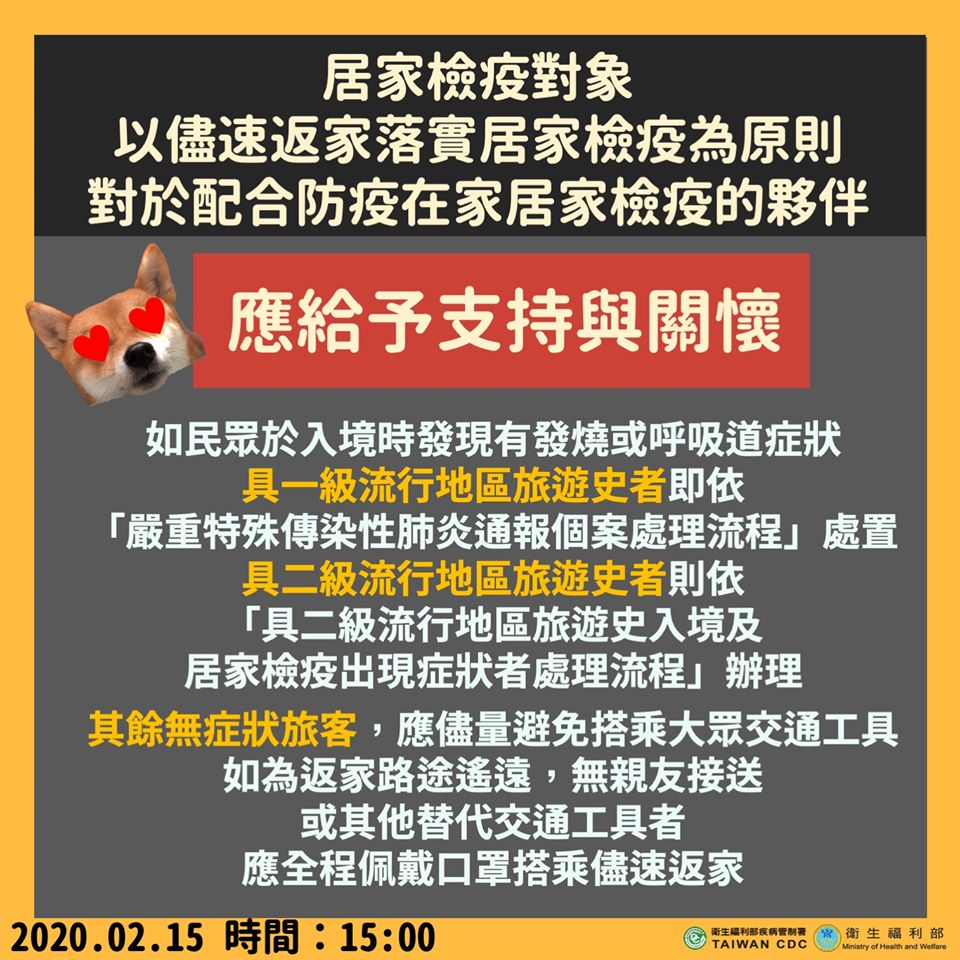 居家檢疫對象
以儘速返家落實居家檢疫為原則
對於配合防疫在家居家檢疫的夥伴
應給予支持與關懷
如民眾於入境時發現有發燒或呼吸道症狀
具一級流行地區旅遊史者即依
「嚴重特殊傳染性肺炎通報個案處理流程」處置
具二級流行地區旅遊史者則依
「具二級流行地區旅遊史入境及
居家檢疫出現症狀者處理流程」辦理
其餘無症狀旅客，應儘量避免搭乘大眾交通工具
如為返家路途遙遠，無親友接送
或其他替代交通工具者
應全程佩戴口罩搭乘儘速返家
2020.02.15 時間：15:00
衛生福利部疾病管制署
TAIWAN CDC
衛生福利部
Ministry of Health and Welfare